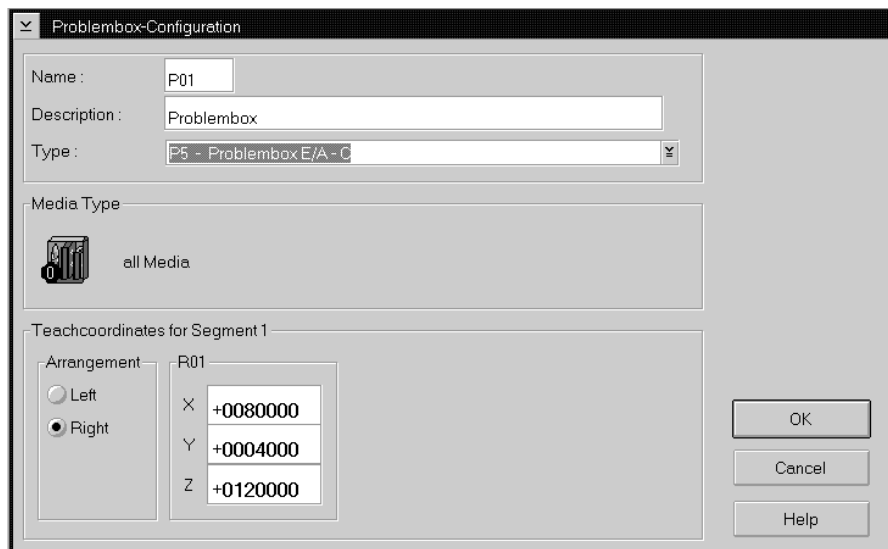 Problembox-Configuration
Name : P01
Description : Problembox
Type : P5 - Problembox E/A - C
Media Type
0 all Media
Teachcoordinates for Segment 1
Arrangement R01
Left
Right
X +0080000
Y +0004000
Z +0120000
OK
Cancel
Help